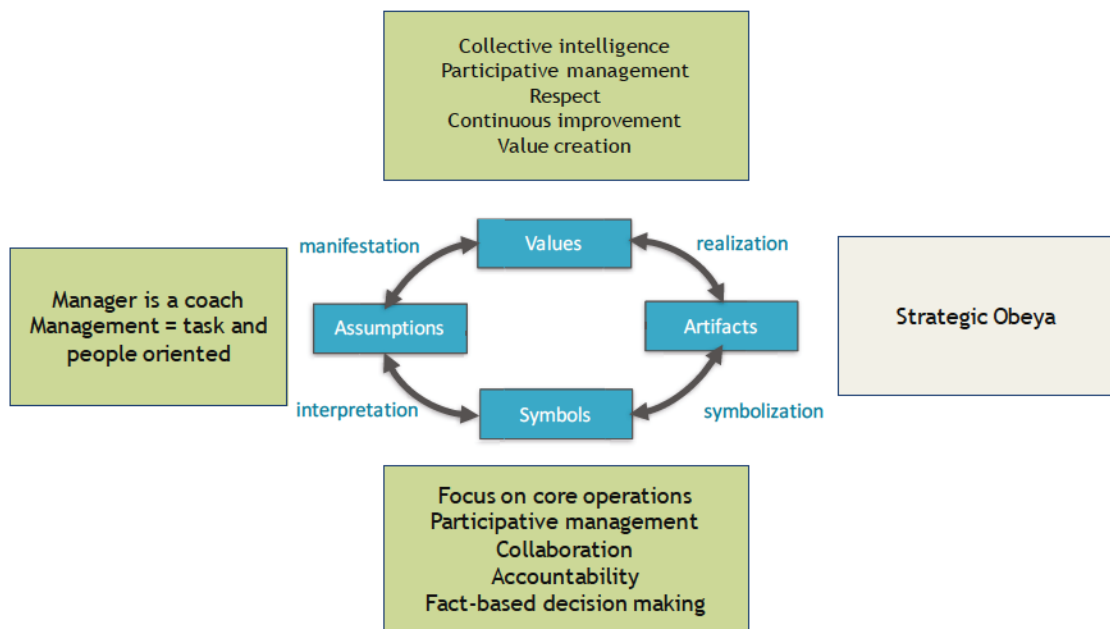 Collective intelligence
Participative management
Respect
Continuous improvement
Value creation
manifestation
Values
realization
Manager is a coach
Management = task and
people oriented
Assumptions
Artifacts
Strategic Obeya
interpretation
Symbols
symbolization
Focus on core operations
Participative management
Collaboration
Accountability
Fact-based decision making